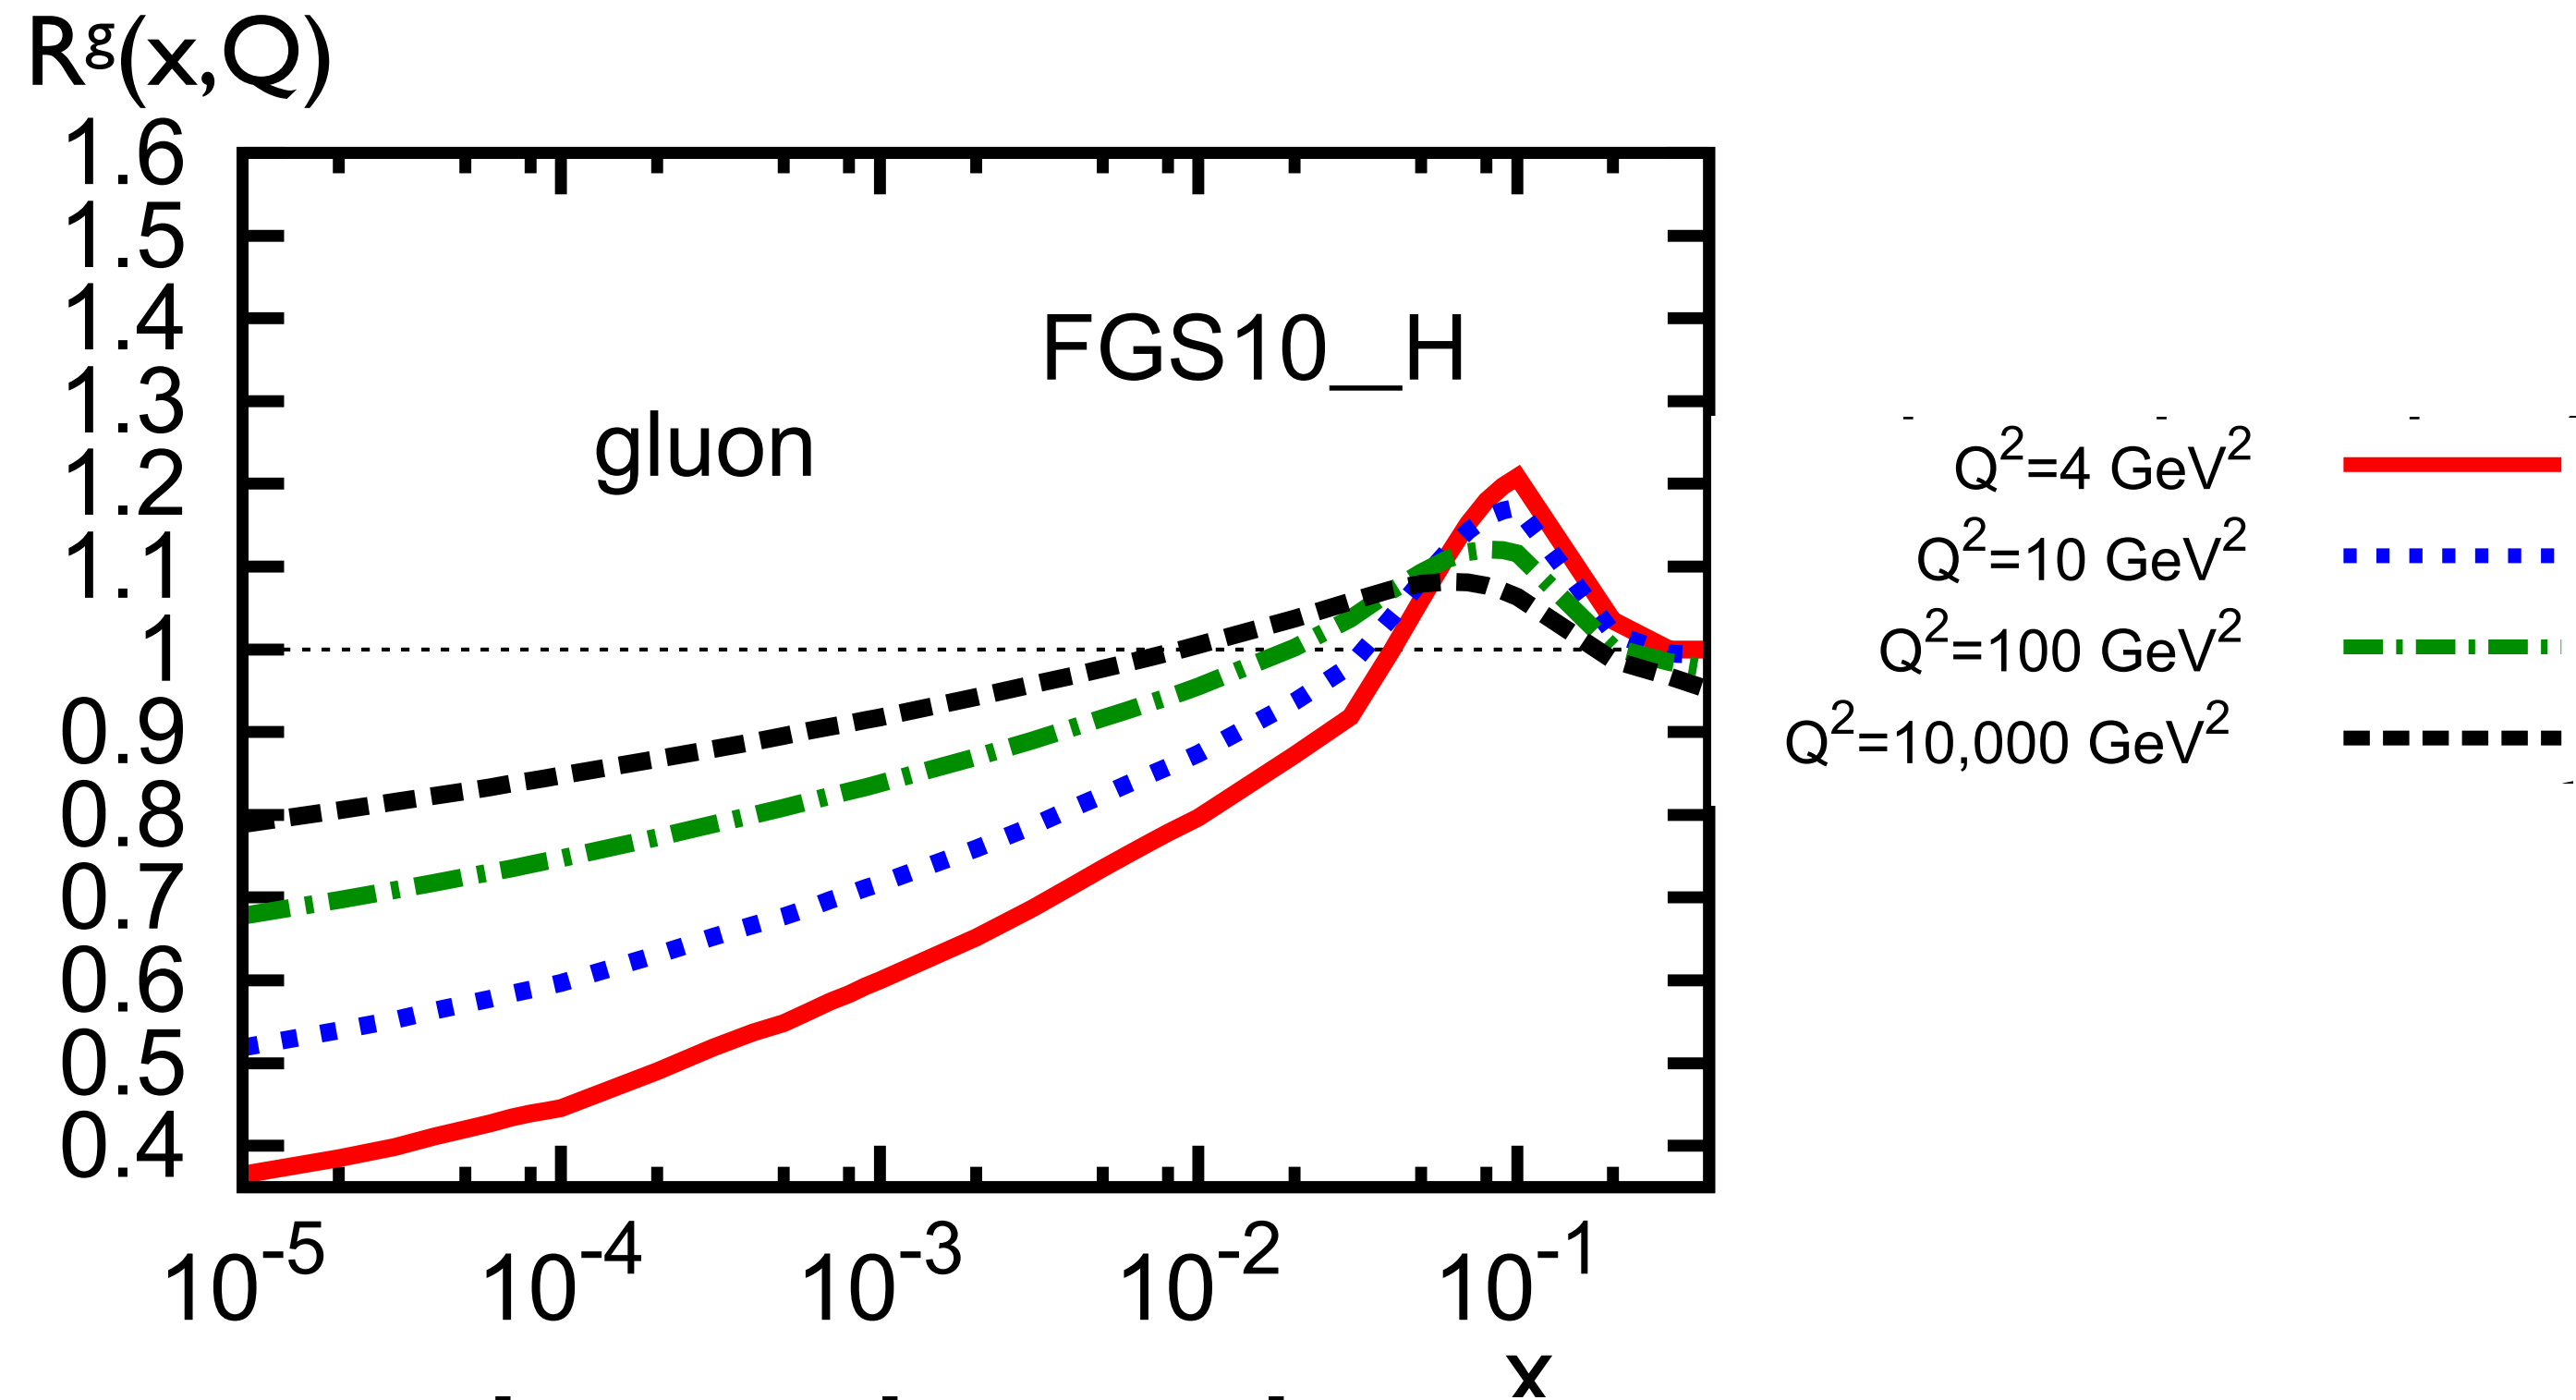 Rᵍ(x,Q)
1.6
1.5
1.4
1.3
1.2
1.1
1
0.9
0.8
0.7
0.6
0.5
0.4
FGS10__H
gluon
Q²=4 GeV²
Q²=10 GeV²
Q²=100 GeV²
Q²=10,000 GeV²
10⁻⁵ 10⁻⁴ 10⁻³ 10⁻² 10⁻¹
x